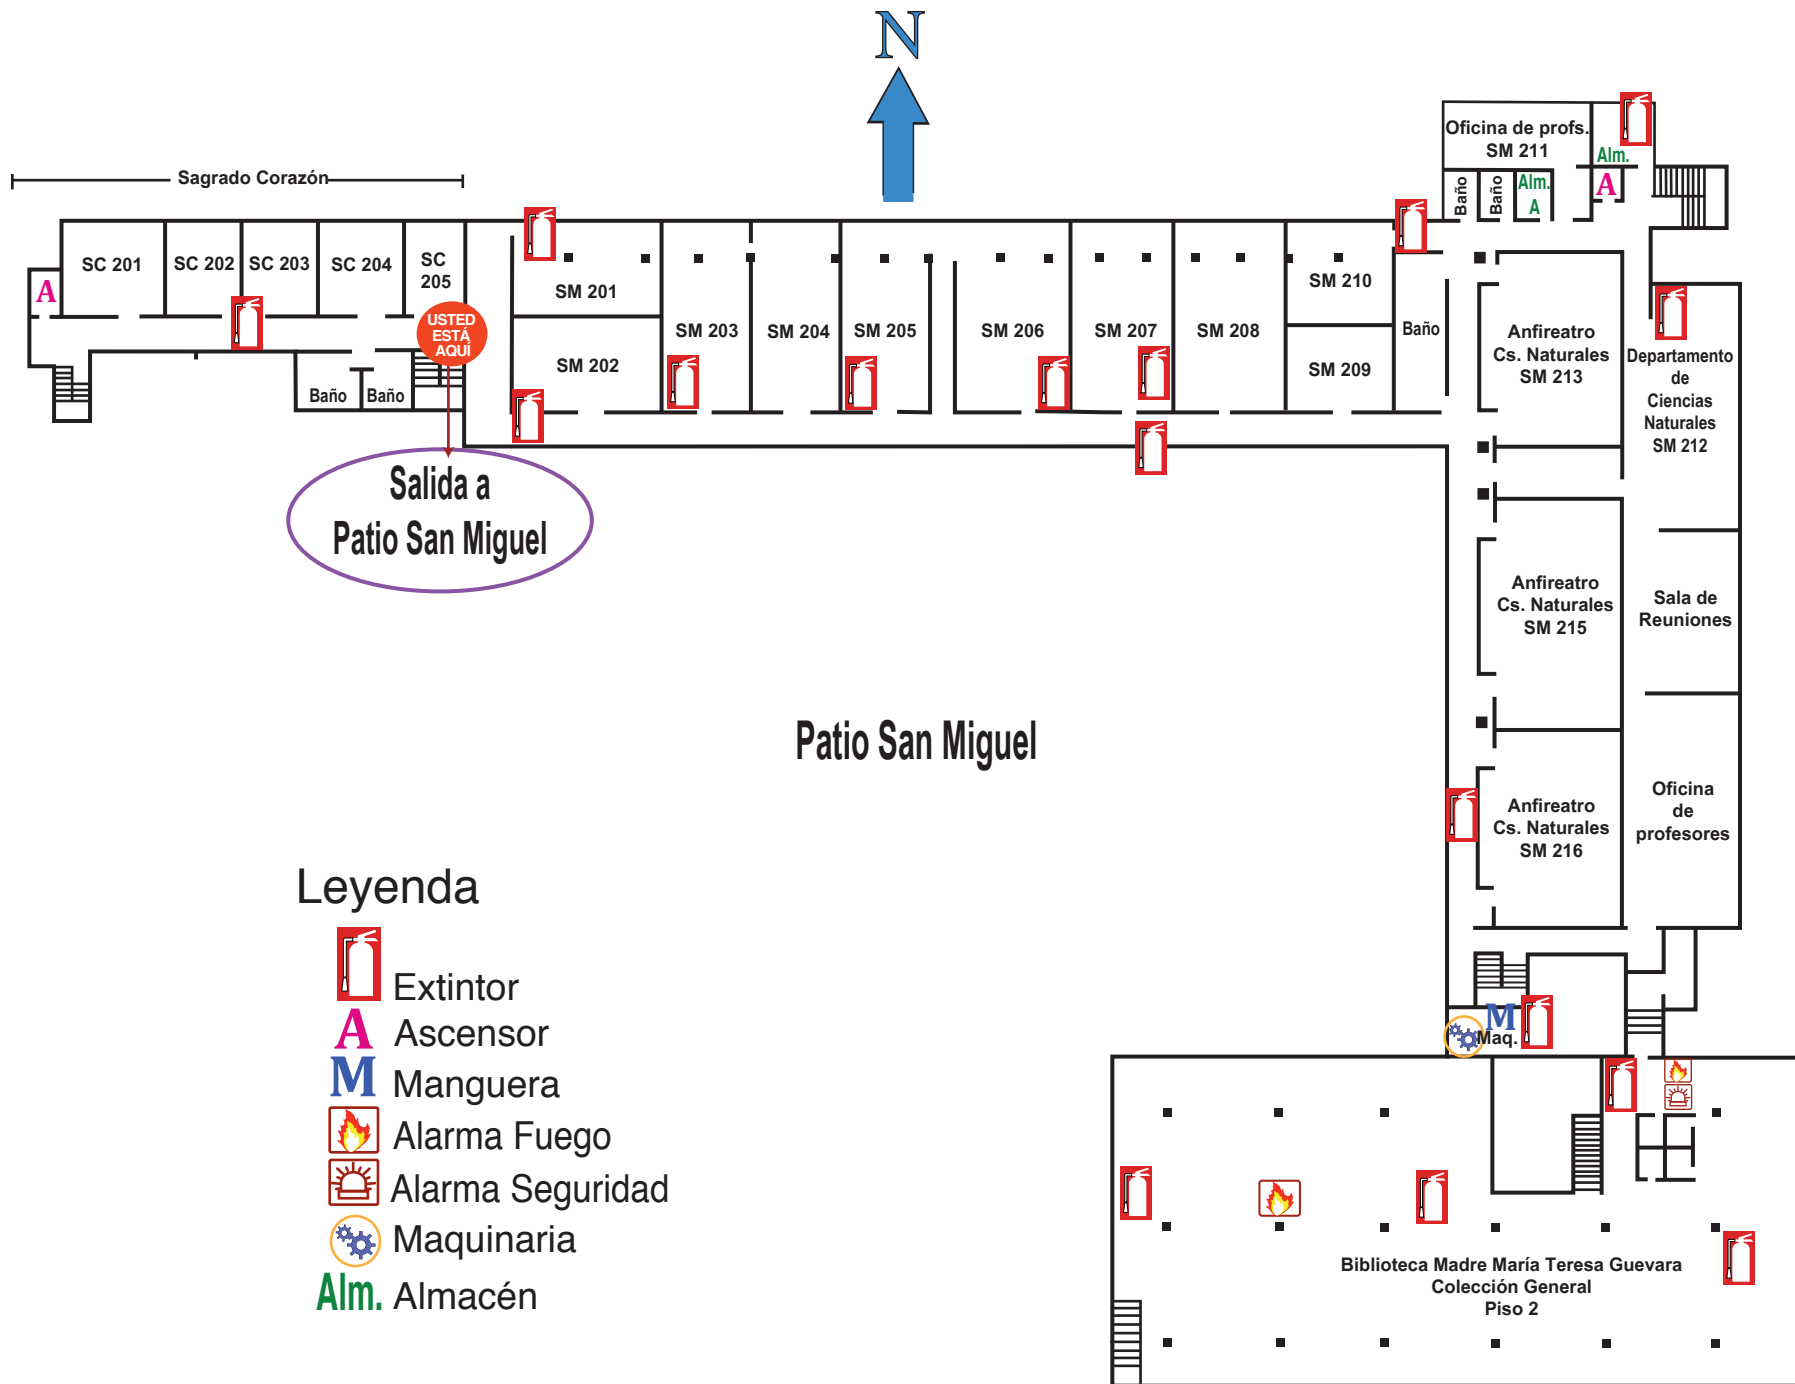 N
Sagrado Corazón
Oficina de profs.
SM 211
Alm.
A
Baño
Baño
Alm.
A
A
SC 201
SC 202
SC 203
SC 204
SC
205
USTED
ESTÁ
AQUÍ
Baño
Baño
SM 201
SM 202
SM 203
SM 204
SM 205
SM 206
SM 207
SM 208
SM 210
SM 209
Baño
Anfireatro
Cs. Naturales
SM 213
Departamento
de
Ciencias
Naturales
SM 212
Salida a
Patio San Miguel
Anfireatro
Cs. Naturales
SM 215
Sala de
Reuniones
Patio San Miguel
Anfireatro
Cs. Naturales
SM 216
Oficina
de
profesores
M
Maq.
Leyenda
Extintor
A Ascensor
M Manguera
Alarma Fuego
Alarma Seguridad
Maquinaria
Alm. Almacén
Biblioteca Madre María Teresa Guevara
Colección General
Piso 2